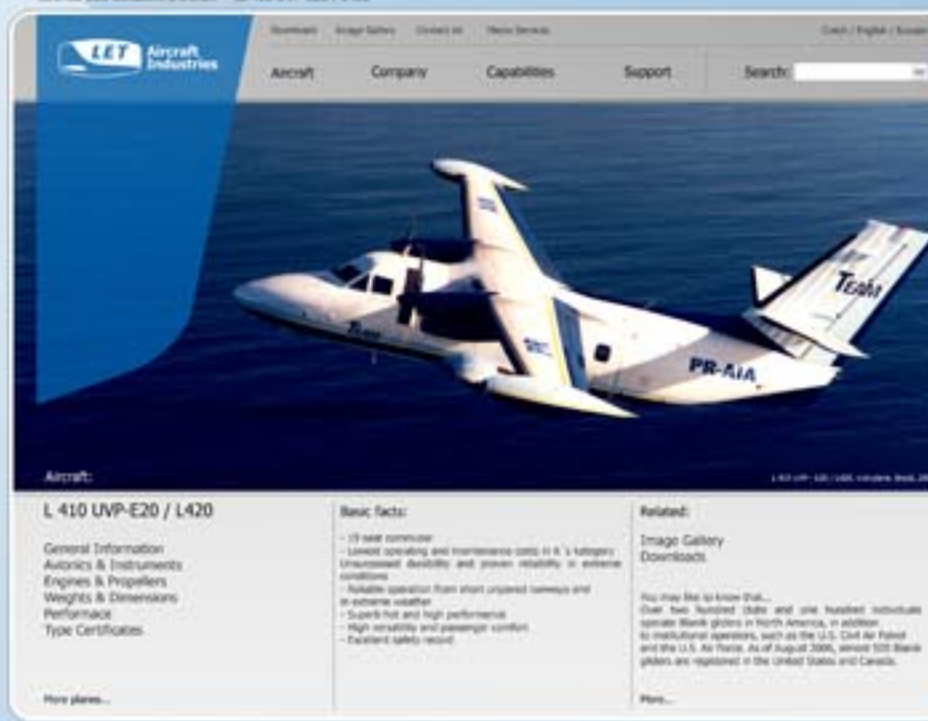 LET Aircraft
Industries
Downloads Image Gallery Contact Us Media Services
Czech / English /
Aircraft Company Capabilities Support Search:
TEAM
PR-AIA
Aircraft:
L 410 UVP-E20 / L420
General Information
Avionics & Instruments
Engines & Propellers
Weights & Dimensions
Performace
Type Certificates
More planes...
Basic facts:
- 19 seat commuter
- Lowest operating and maintenance costs in it´s kategory
Unsurpassed durability and proven reliability in extreme
conditions
- Reliable operation from short unpaved runways and
in extreme weather
- Superb hot and high performance
- High versatility and passenger comfort
- Excellent safety record
Related:
Image Gallery
Downloads
You may like to know that...
Over two hundred clubs and one hundred individuals
operate Blanik gliders in North America, in addition
to institutional operators, such as the U.S. Civil Air Patrol
and the U.S. Air Force. As of August 2006, almost 505 Blanik
gliders are registered in the United States and Canada.
More...